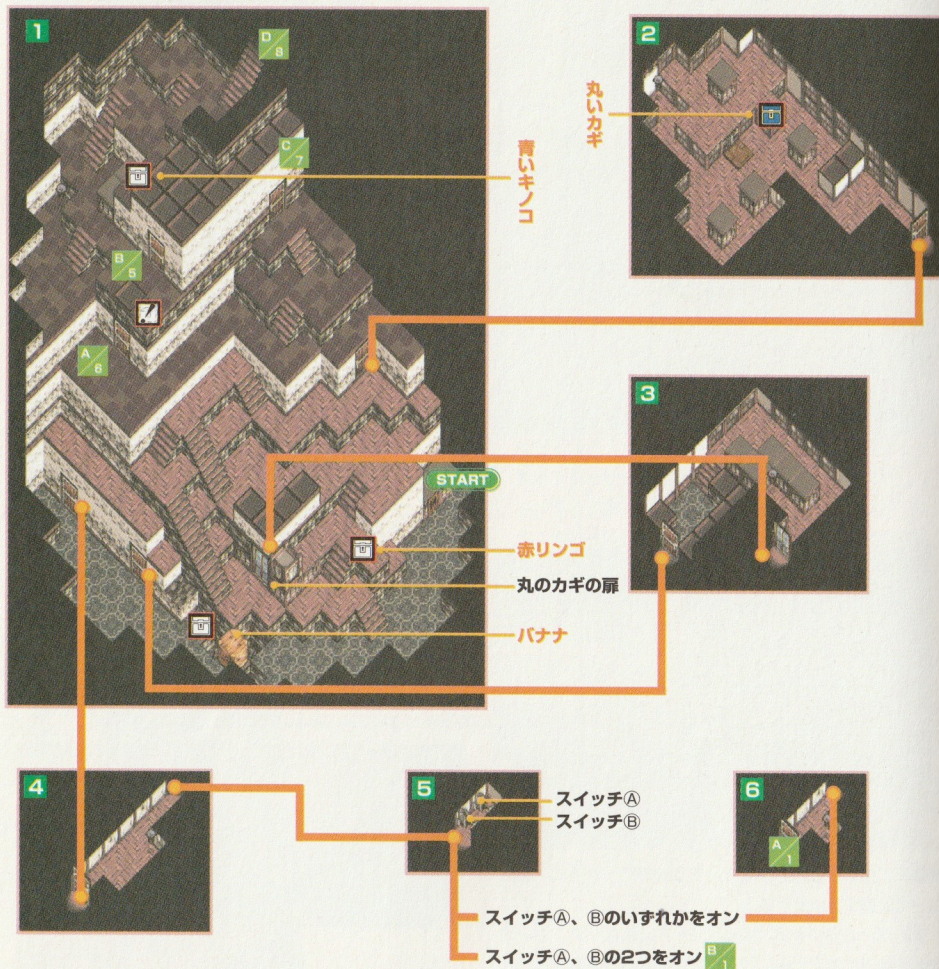 1
D/8
C/7
青いキノコ
B/5
A/6
START
赤リンゴ
丸のカギの扉
バナナ
2
丸いカギ
3
4
5
スイッチⒶ
スイッチⒷ
6
A/1
スイッチⒶ、Ⓑのいずれかをオン
スイッチⒶ、Ⓑの2つをオン B/1